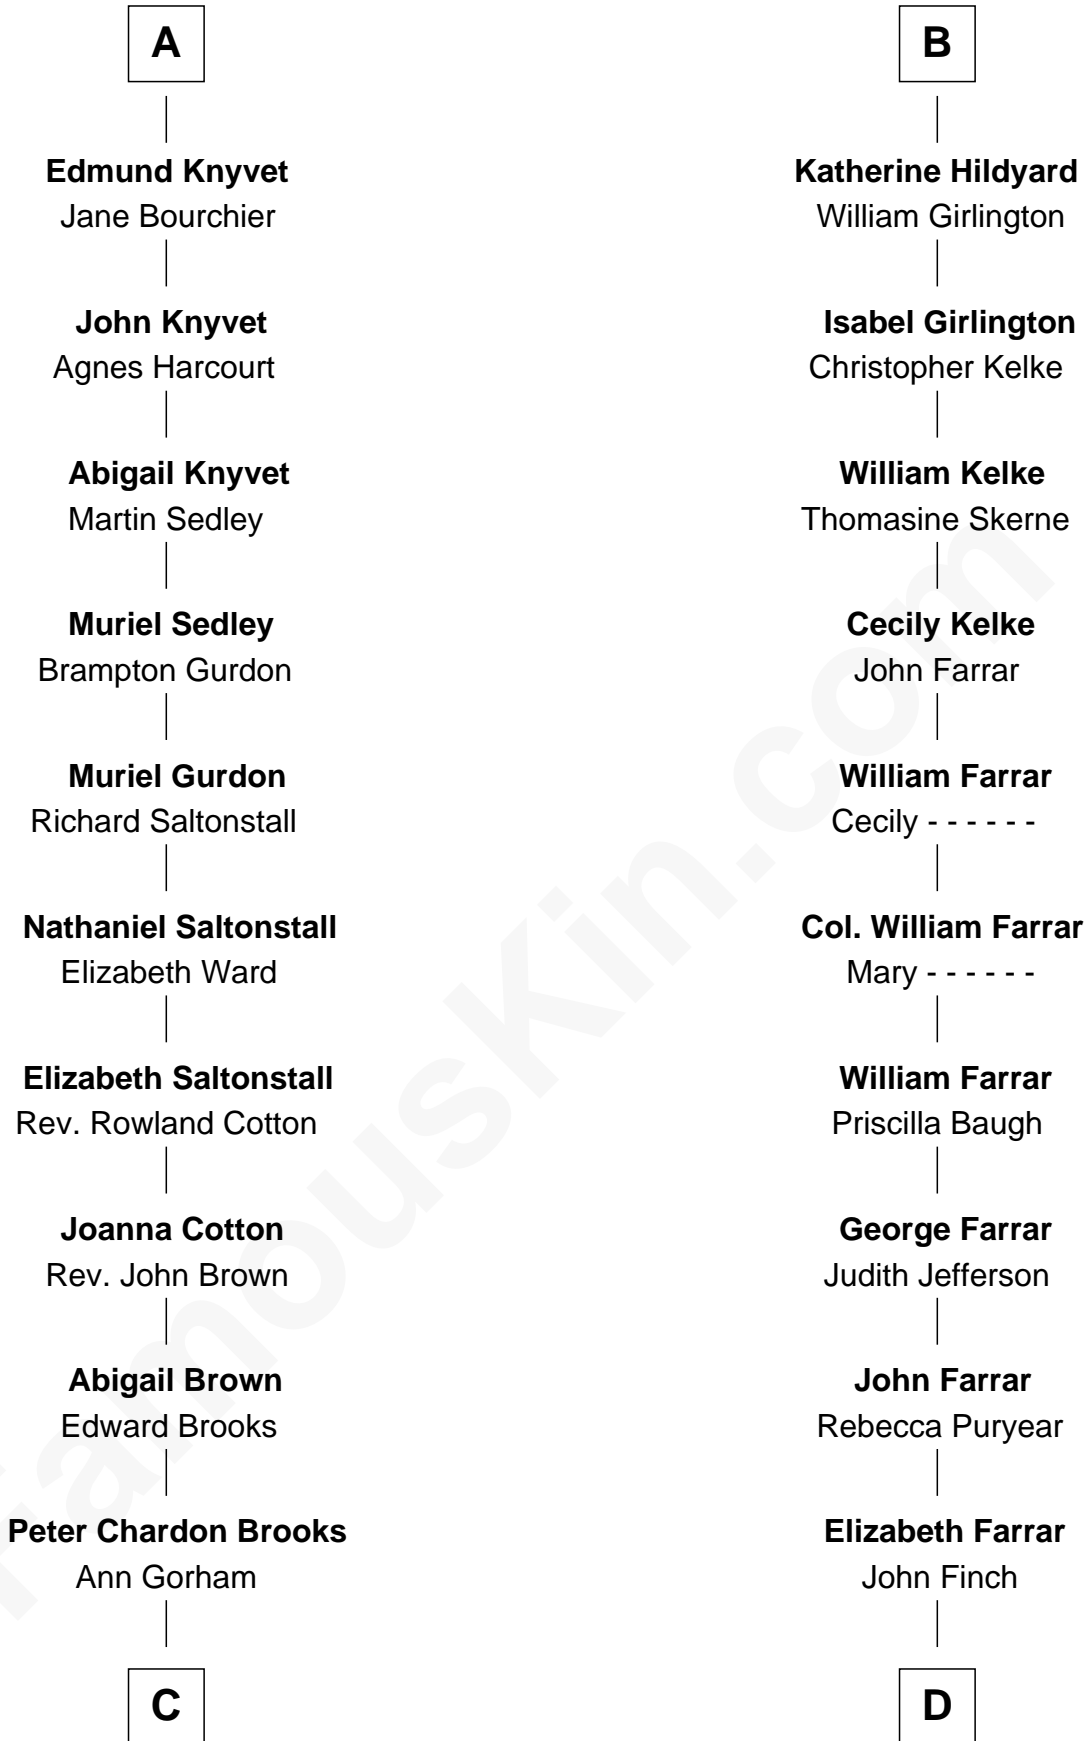 A
Edmund Knyvet
Jane Bourchier
John Knyvet
Agnes Harcourt
Abigail Knyvet
Martin Sedley
Muriel Sedley
Brampton Gurdon
Muriel Gurdon
Richard Saltonstall
Nathaniel Saltonstall
Elizabeth Ward
Elizabeth Saltonstall
Rev. Rowland Cotton
Joanna Cotton
Rev. John Brown
Abigail Brown
Edward Brooks
Peter Chardon Brooks
Ann Gorham
C
B
Katherine Hildyard
William Girlington
Isabel Girlington
Christopher Kelke
William Kelke
Thomasine Skerne
Cecily Kelke
John Farrar
William Farrar
Cecily - - - - - -
Col. William Farrar
Mary - - - - - -
William Farrar
Priscilla Baugh
George Farrar
Judith Jefferson
John Farrar
Rebecca Puryear
Elizabeth Farrar
John Finch
D
FamousKin.com